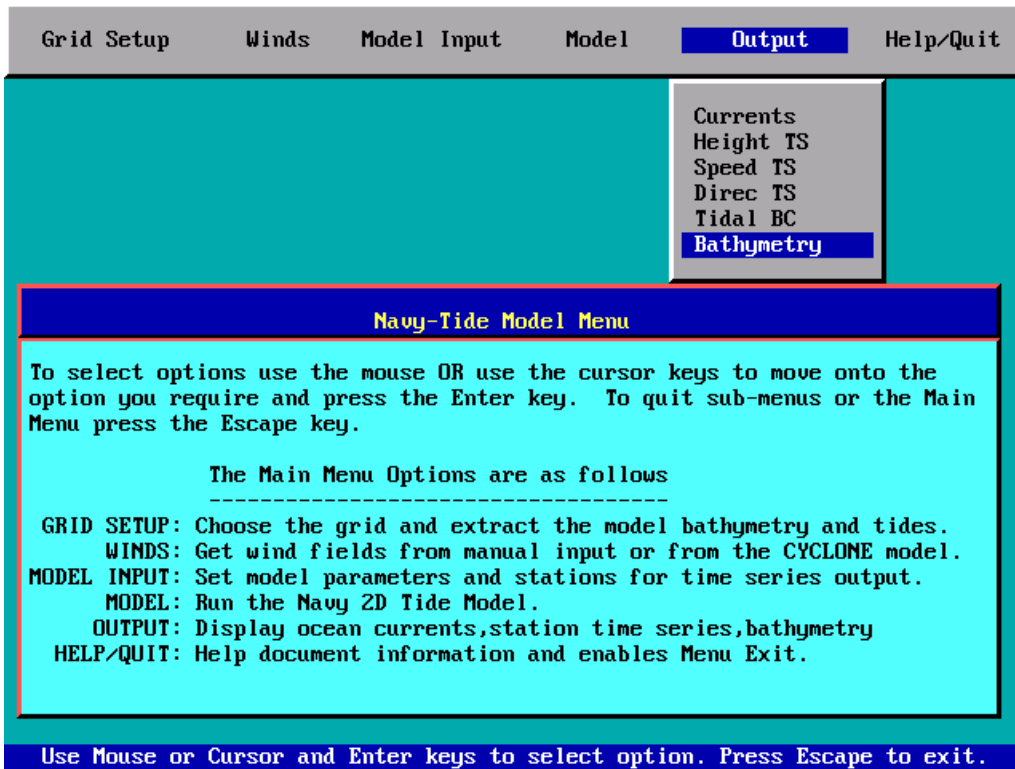 Grid Setup Winds Model Input Model Output Help/Quit
Currents
Height TS
Speed TS
Direc TS
Tidal BC
Bathymetry
Navy-Tide Model Menu
To select options use the mouse OR use the cursor keys to move onto the
option you require and press the Enter key. To quit sub-menus or the Main
Menu press the Escape key.
The Main Menu Options are as follows
------------------------------------
GRID SETUP: Choose the grid and extract the model bathymetry and tides.
WINDS: Get wind fields from manual input or from the CYCLONE model.
MODEL INPUT: Set model parameters and stations for time series output.
MODEL: Run the Navy 2D Tide Model.
OUTPUT: Display ocean currents,station time series,bathymetry
HELP/QUIT: Help document information and enables Menu Exit.
Use Mouse or Cursor and Enter keys to select option. Press Escape to exit.